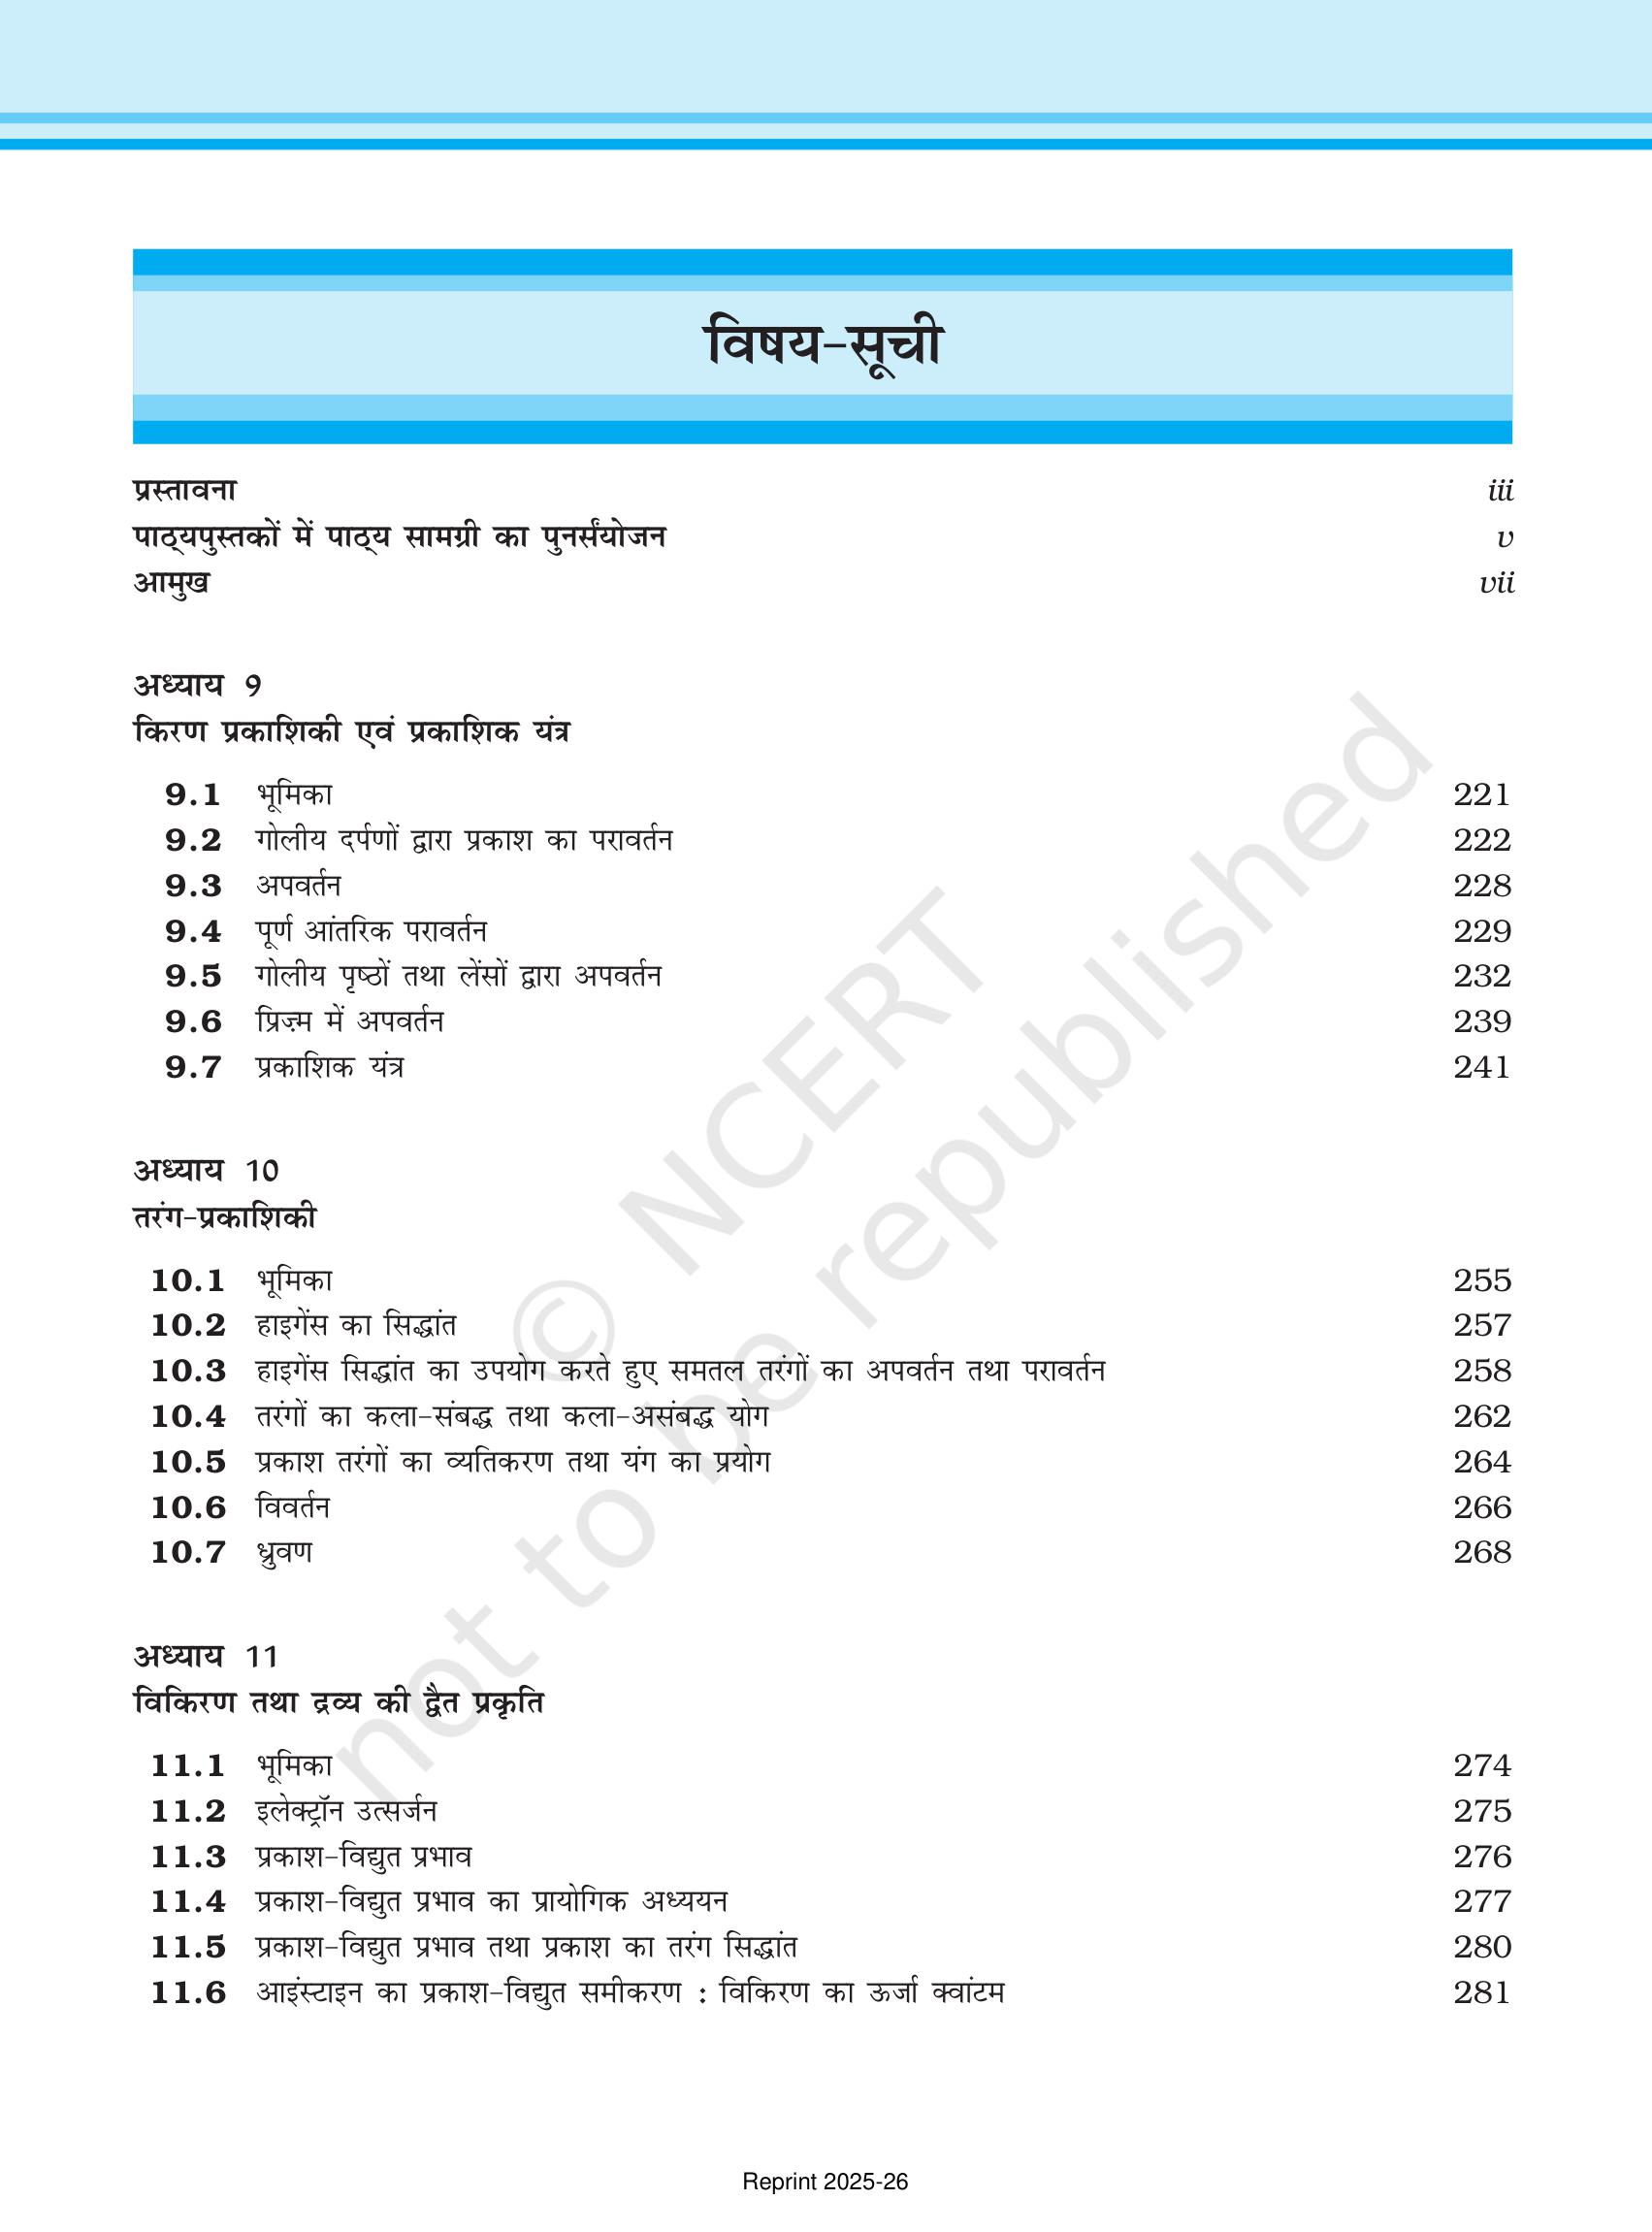 विषय-सूची
प्रस्तावना iii
पाठ्यपुस्तकों में पाठ्य सामग्री का पुनर्संयोजन v
आमुख vii
अध्याय 9
किरण प्रकाशिकी एवं प्रकाशिक यंत्र
9.1 भूमिका 221
9.2 गोलीय दर्पणों द्वारा प्रकाश का परावर्तन 222
9.3 अपवर्तन 228
9.4 पूर्ण आंतरिक परावर्तन 229
9.5 गोलीय पृष्ठों तथा लेंसों द्वारा अपवर्तन 232
9.6 प्रिज़्म में अपवर्तन 239
9.7 प्रकाशिक यंत्र 241
अध्याय 10
तरंग-प्रकाशिकी
10.1 भूमिका 255
10.2 हाइगेंस का सिद्धांत 257
10.3 हाइगेंस सिद्धांत का उपयोग करते हुए समतल तरंगों का अपवर्तन तथा परावर्तन 258
10.4 तरंगों का कला-संबद्ध तथा कला-असंबद्ध योग 262
10.5 प्रकाश तरंगों का व्यतिकरण तथा यंग का प्रयोग 264
10.6 विवर्तन 266
10.7 ध्रुवण 268
अध्याय 11
विकिरण तथा द्रव्य की द्वैत प्रकृति
11.1 भूमिका 274
11.2 इलेक्ट्रॉन उत्सर्जन 275
11.3 प्रकाश-विद्युत प्रभाव 276
11.4 प्रकाश-विद्युत प्रभाव का प्रायोगिक अध्ययन 277
11.5 प्रकाश-विद्युत प्रभाव तथा प्रकाश का तरंग सिद्धांत 280
11.6 आइंस्टाइन का प्रकाश-विद्युत समीकरण : विकिरण का ऊर्जा क्वांटम 281
© NCERT
not to be republished
Reprint 2025-26